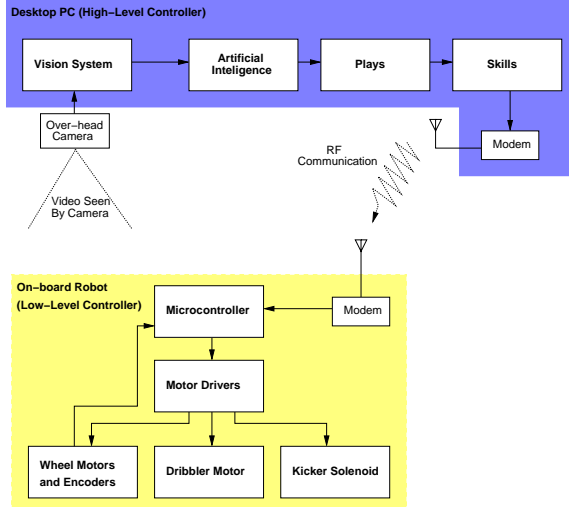 Desktop PC (High-Level Controller)
Vision System
Artificial
Inteligence
Plays
Skills
Over-head
Camera
Modem
RF
Communication
Video Seen
By Camera
On-board Robot
(Low-Level Controller)
Microcontroller
Modem
Motor Drivers
Wheel Motors
and Encoders
Dribbler Motor
Kicker Solenoid